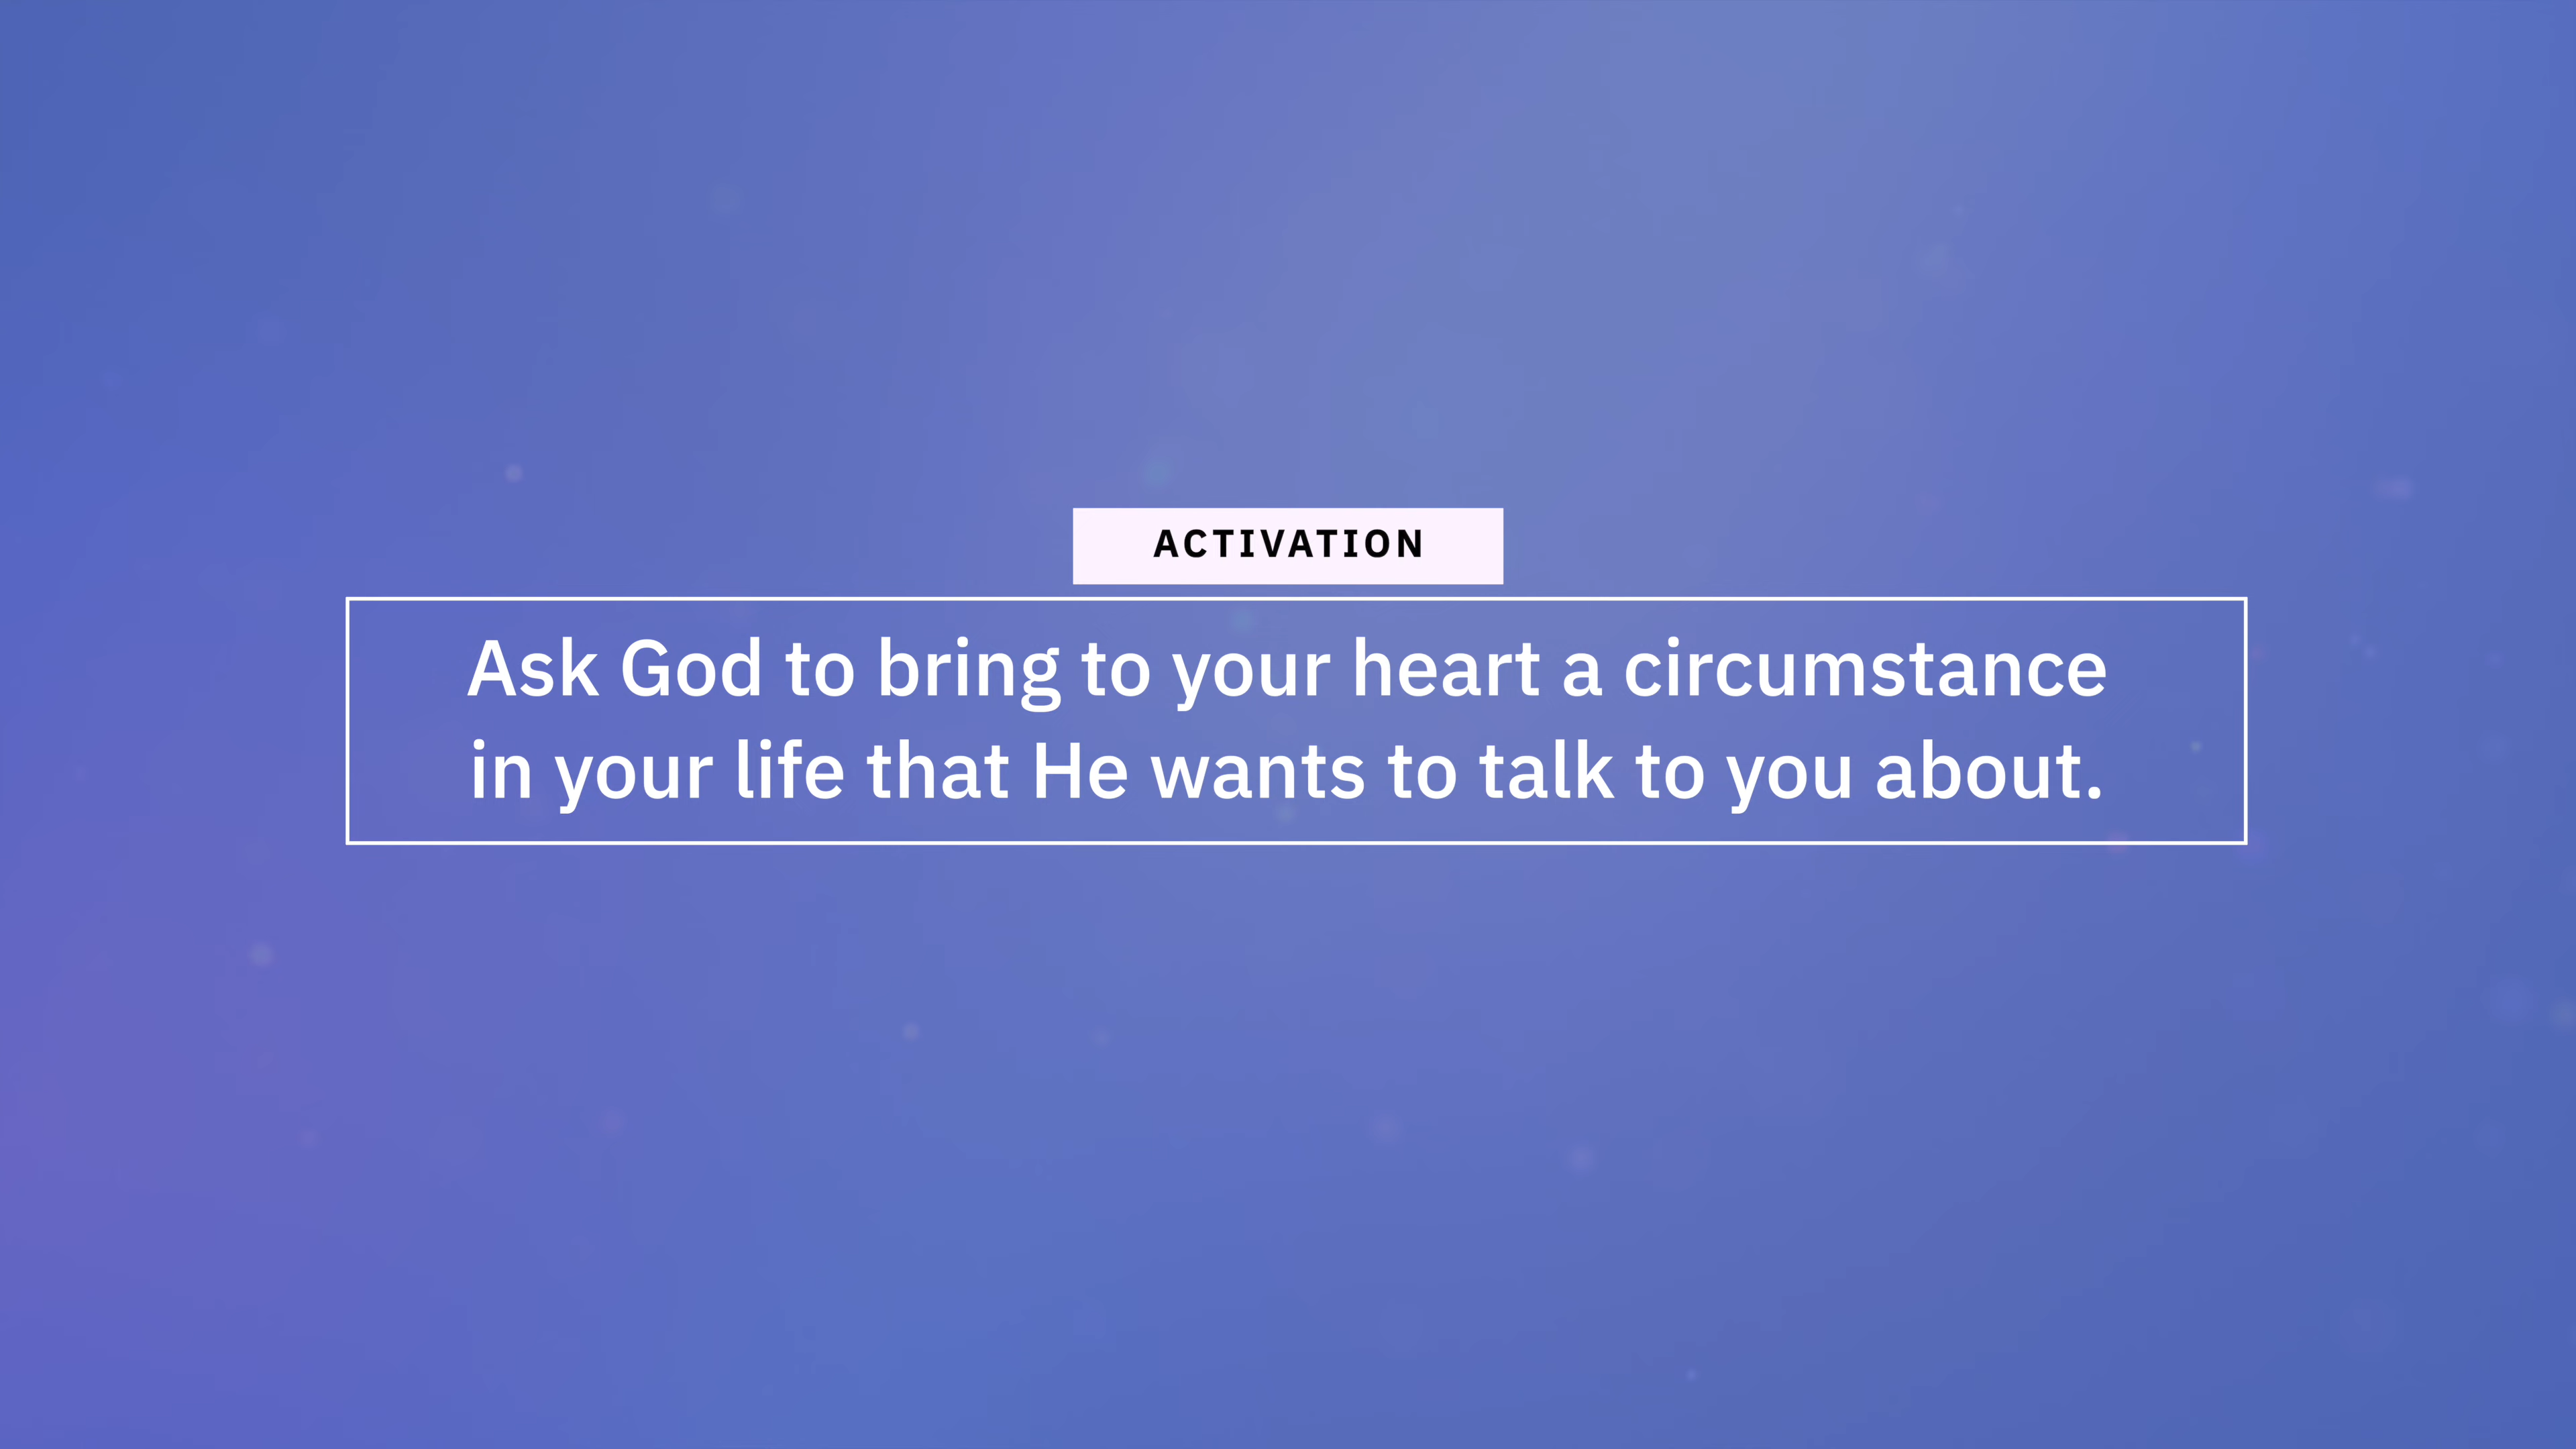 ACTIVATION
Ask God to bring to your heart a circumstance
in your life that He wants to talk to you about.